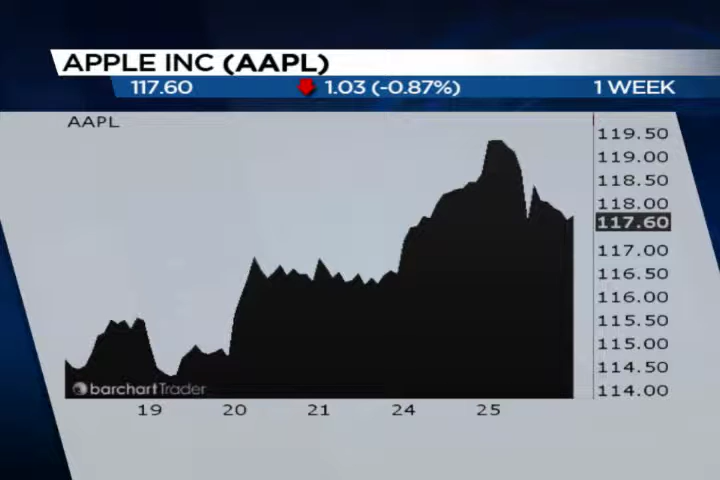 APPLE INC (AAPL)
117.60 1.03 (-0.87%) 1 WEEK
AAPL
119.50
119.00
118.50
118.00
117.60
117.00
116.50
116.00
115.50
115.00
114.50
114.00
barchartTrader
19 20 21 24 25